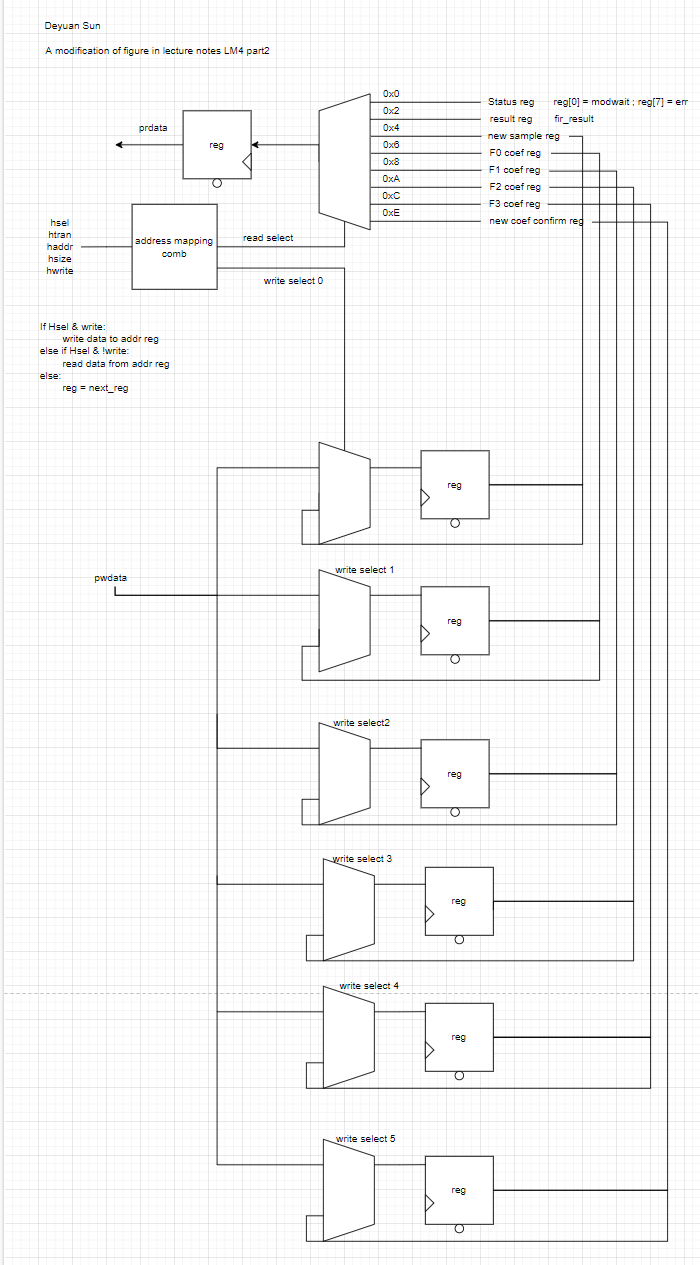 Deyuan Sun
A modification of figure in lecture notes LM4 part2
0x0
Status reg reg[0] = modwait ; reg[7] = err
0x2
result reg fir_result
0x4
new sample reg
0x6
F0 coef reg
0x8
F1 coef reg
0xA
F2 coef reg
0xC
F3 coef reg
0xE
new coef confirm reg
prdata
reg
hsel
htran
haddr
hsize
hwrite
address mapping
comb
read select
write select 0
If Hsel & write:
write data to addr reg
else if Hsel & !write:
read data from addr reg
else:
reg = next_reg
reg
write select 1
pwdata
reg
write select2
reg
write select 3
reg
write select 4
reg
write select 5
reg